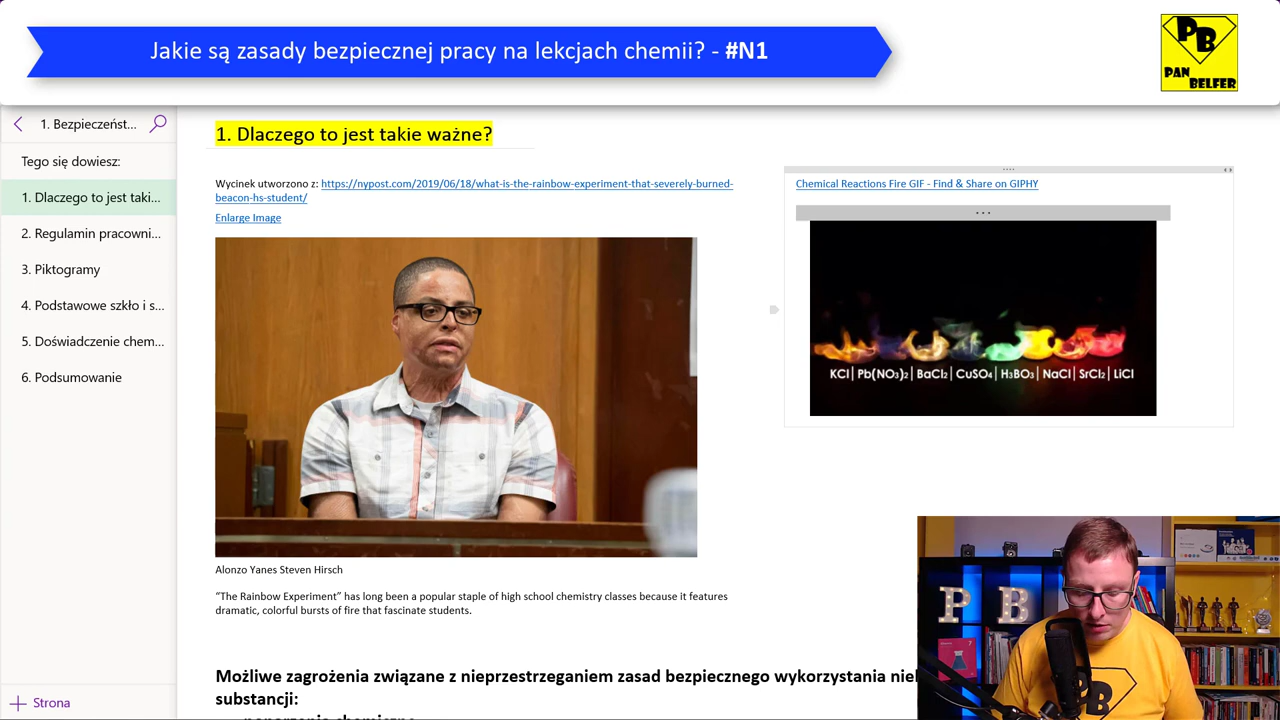 Jakie są zasady bezpiecznej pracy na lekcjach chemii? - #N1
PB
PAN
BELFER
1. Bezpieczeńst...
Tego się dowiesz:
1. Dlaczego to jest taki...
2. Regulamin pracowni...
3. Piktogramy
4. Podstawowe szkło i s...
5. Doświadczenie chem...
6. Podsumowanie
Strona
1. Dlaczego to jest takie ważne?
Wycinek utworzono z: https://nypost.com/2019/06/18/what-is-the-rainbow-experiment-that-severely-burned-
beacon-hs-student/
Enlarge Image
Alonzo Yanes Steven Hirsch
“The Rainbow Experiment” has long been a popular staple of high school chemistry classes because it features
dramatic, colorful bursts of fire that fascinate students.
Możliwe zagrożenia związane z nieprzestrzeganiem zasad bezpiecznego wykorzystania
substancji:
poparzenia chemiczne
Chemical Reactions Fire GIF - Find & Share on GIPHY
KCl | Pb(NO₃)₂ | BaCl₂ | CuSO₄ | H₃BO₃ | NaCl | SrCl₂ | LiCl
P B
PB